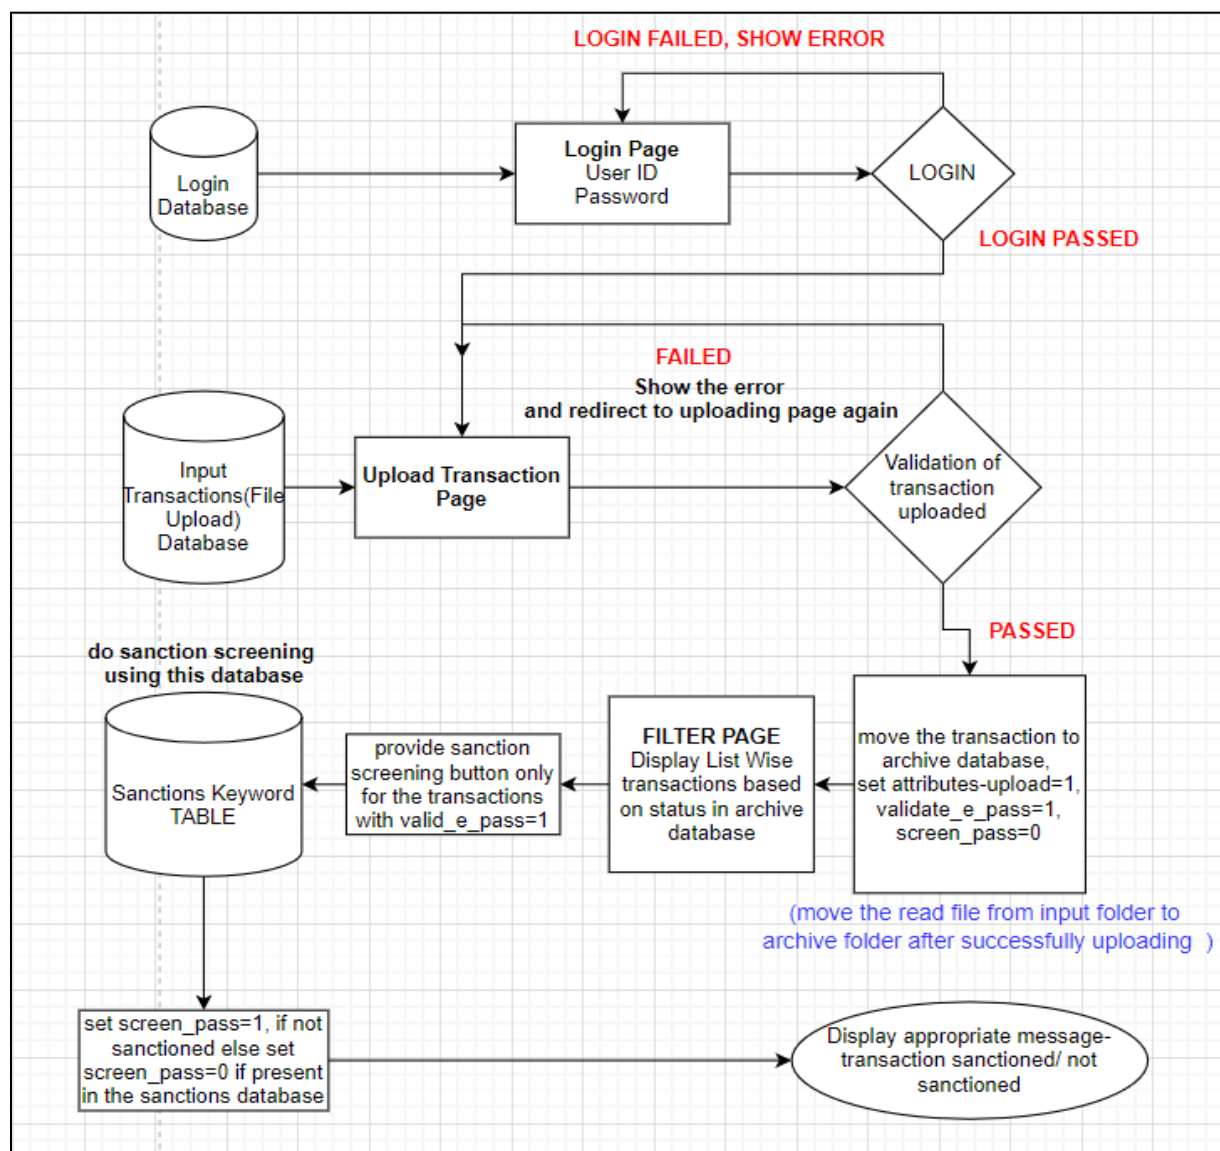 LOGIN FAILED, SHOW ERROR
Login
Database
Login Page
User ID
Password
LOGIN
LOGIN PASSED
FAILED
Show the error
and redirect to uploading page again
Input
Transactions(File
Upload)
Database
Upload Transaction
Page
Validation of
transaction
uploaded
PASSED
do sanction screening
using this database
Sanctions Keyword
TABLE
provide sanction
screening button only
for the transactions
with valid_e_pass=1
FILTER PAGE
Display List Wise
transactions based
on status in archive
database
move the transaction to
archive database,
set attributes-upload=1,
validate_e_pass=1,
screen_pass=0
(move the read file from input folder to
archive folder after successfully uploading )
set screen_pass=1, if not
sanctioned else set
screen_pass=0 if present
in the sanctions database
Display appropriate message-
transaction sanctioned/ not
sanctioned